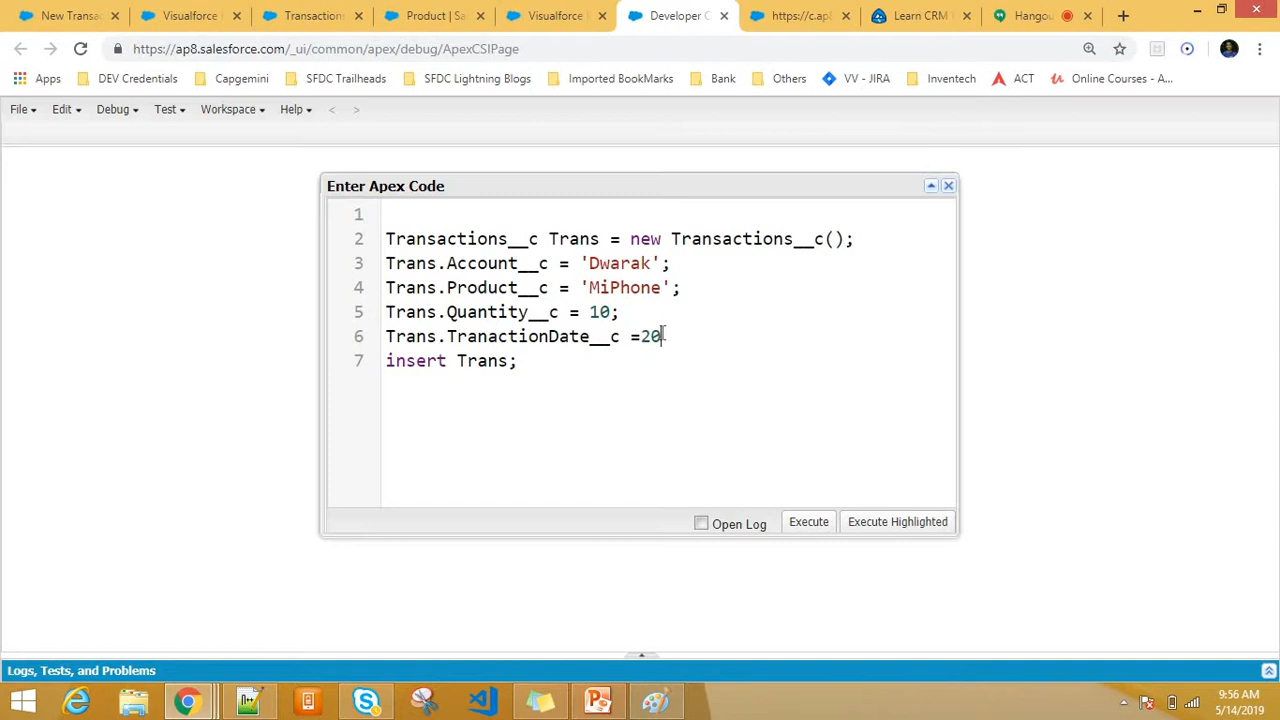 New Transac
Visualforce
Transactions
Product | Sa
Visualforce
Developer C
https://c.ap8
Learn CRM
Hangou
https://ap8.salesforce.com/_ui/common/apex/debug/ApexCSIPage
Apps
DEV Credentials
Capgemini
SFDC Trailheads
SFDC Lightning Blogs
Imported BookMarks
Bank
Others
VV - JIRA
Inventech
ACT
Online Courses - A...
File
Edit
Debug
Test
Workspace
Help
< >
Enter Apex Code
1
2 Transactions__c Trans = new Transactions__c();
3 Trans.Account__c = 'Dwarak';
4 Trans.Product__c = 'MiPhone';
5 Trans.Quantity__c = 10;
6 Trans.TranactionDate__c =20
7 insert Trans;
Open Log
Execute
Execute Highlighted
Logs, Tests, and Problems
9:56 AM
5/14/2019